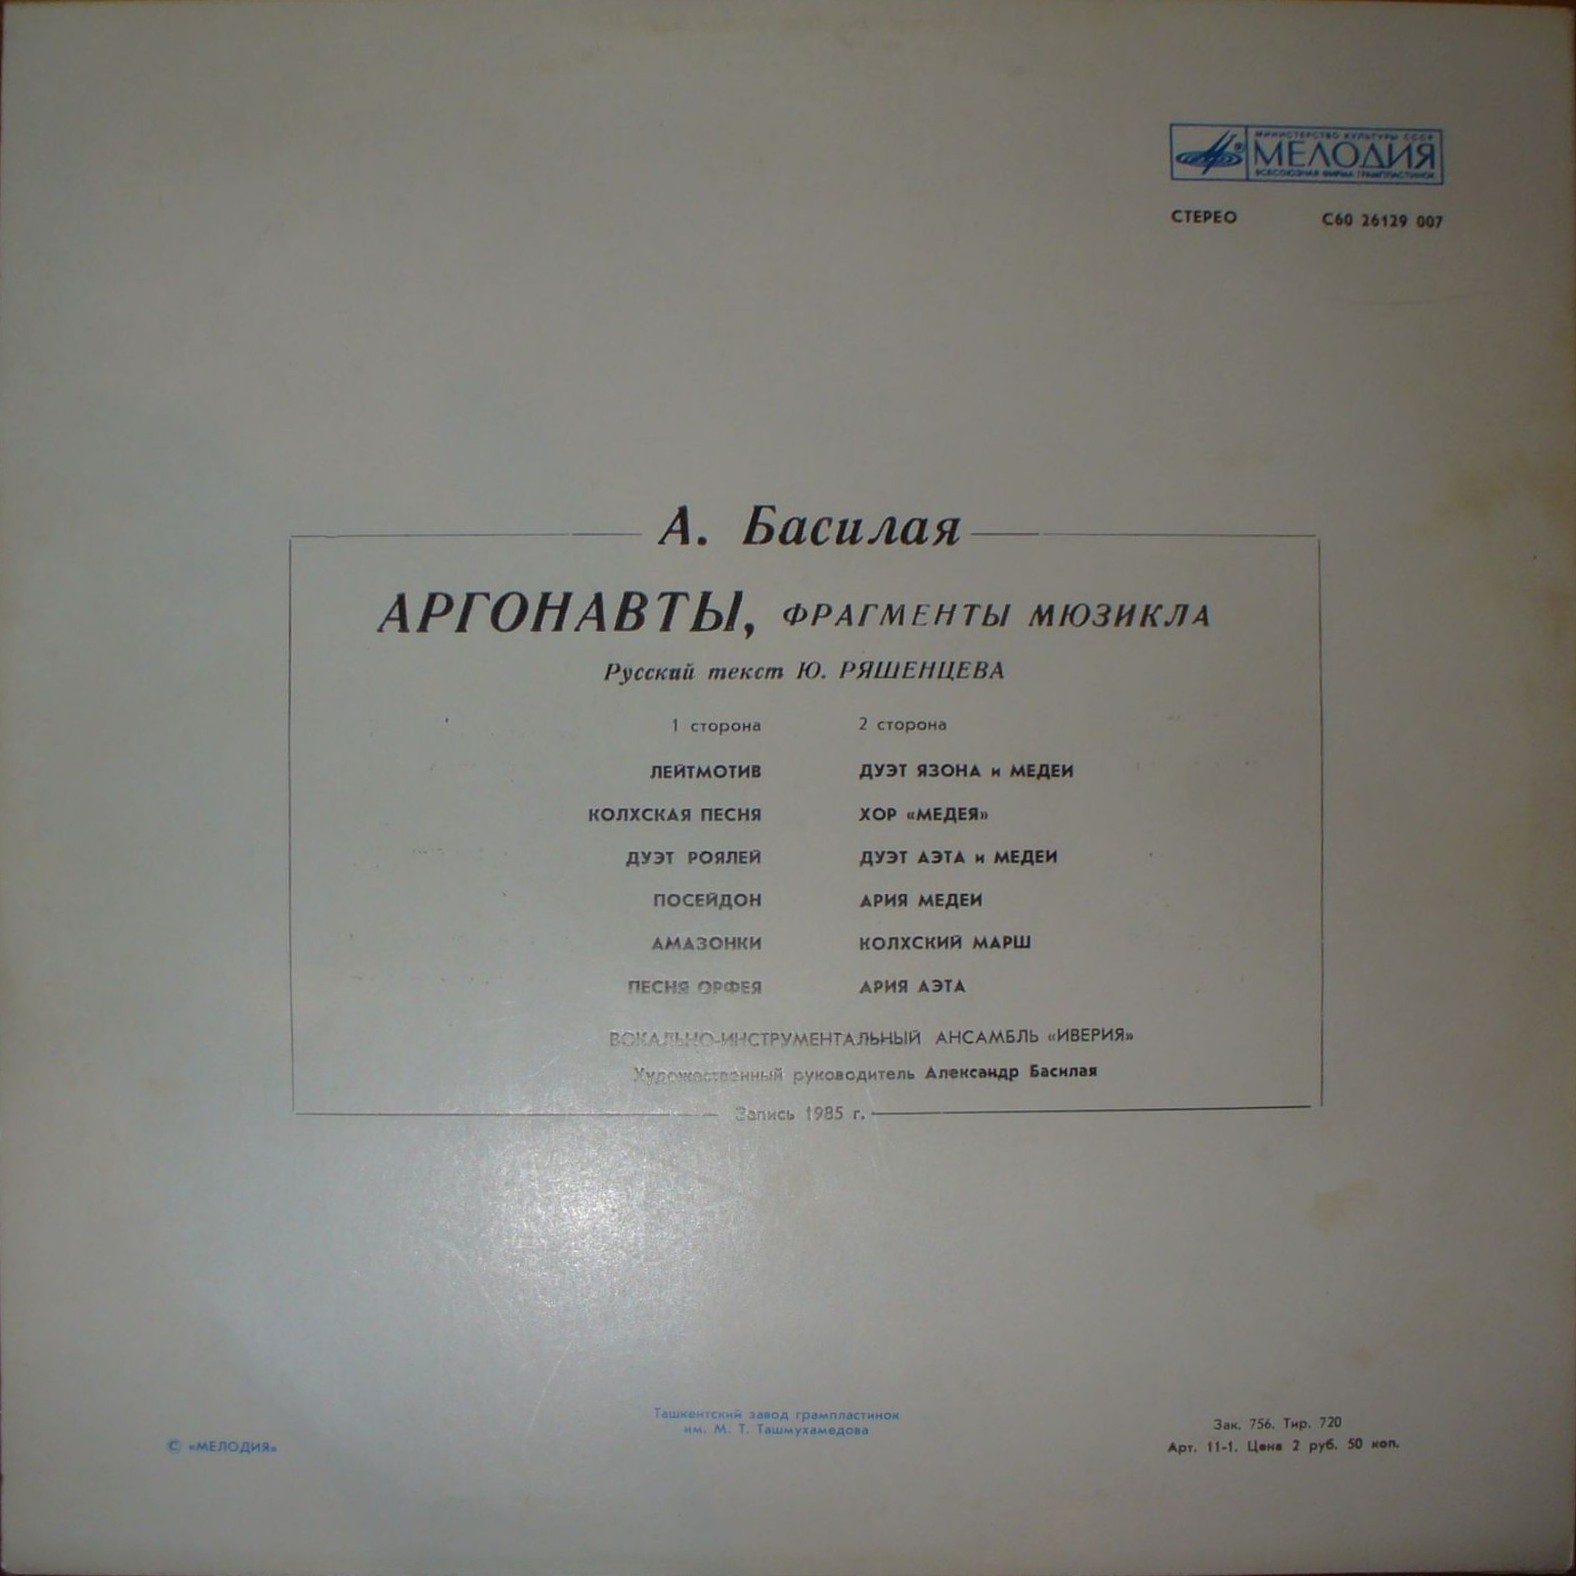 МИНИСТЕРСТВО КУЛЬТУРЫ СССР
МЕЛОДИЯ
ВСЕСОЮЗНАЯ ФИРМА ГРАМПЛАСТИНОК
СТЕРЕО С60 26129 007
А. Басилая
АРГОНАВТЫ, ФРАГМЕНТЫ МЮЗИКЛА
Русский текст Ю. РЯШЕНЦЕВА
1 сторона 2 сторона
ЛЕЙТМОТИВ ДУЭТ ЯЗОНА и МЕДЕИ
КОЛХСКАЯ ПЕСНЯ ХОР «МЕДЕЯ»
ДУЭТ РОЯЛЕЙ ДУЭТ АЭТА и МЕДЕИ
ПОСЕЙДОН АРИЯ МЕДЕИ
АМАЗОНКИ КОЛХСКИЙ МАРШ
ПЕСНЯ ОРФЕЯ АРИЯ АЭТА
ВОКАЛЬНО-ИНСТРУМЕНТАЛЬНЫЙ АНСАМБЛЬ «ИВЕРИЯ»
Художественный руководитель Александр Басилая
Запись 1985 г.
Ташкентский завод грампластинок
им. М. Т. Ташмухамедова
© «МЕЛОДИЯ»
Зак. 756. Тир. 720
Арт. 11-1. Цена 2 руб. 50 коп.